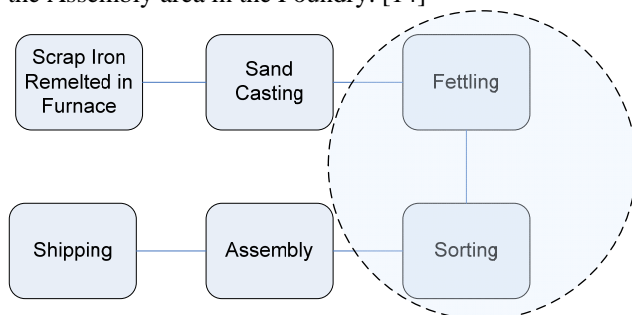 the Assembly area in the Foundry. [14]
Scrap Iron
Remelted in
Furnace
Sand
Casting
Fettling
Shipping
Assembly
Sorting